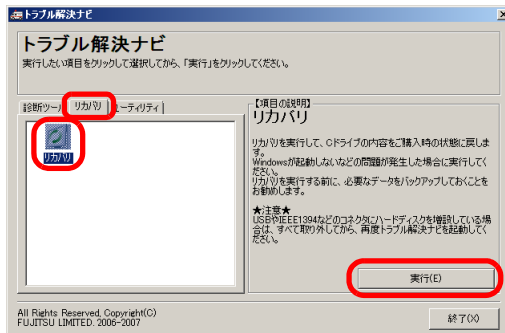 トラブル解決ナビ
トラブル解決ナビ
実行したい項目をクリックして選択してから、「実行」をクリックしてください。
診断ツール リカバリ ユーティリティ
リカバリ
【項目の説明】
リカバリ
リカバリを実行して、Cドライブの内容をご購入時の状態に戻しま
す。
Windowsが起動しないなどの問題が発生した場合に実行してく
ださい。
リカバリを実行する前に、必要なデータをバックアップしておくことを
お勧めします。
★注意★
USBやIEEE1394などのコネクタにハードディスクを増設している場
合は、すべて取り外してから、再度トラブル解決ナビを起動してく
ださい。
実行(E)
All Rights Reserved, Copyright(C)
FUJITSU LIMITED. 2006-2007
終了(X)